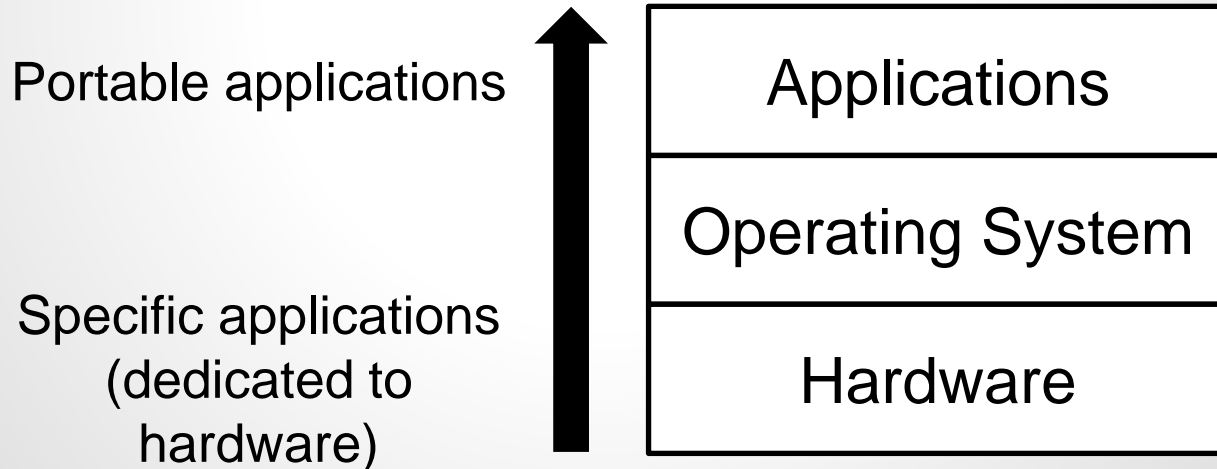 Portable applications
Specific applications
(dedicated to
hardware)
Applications
Operating System
Hardware